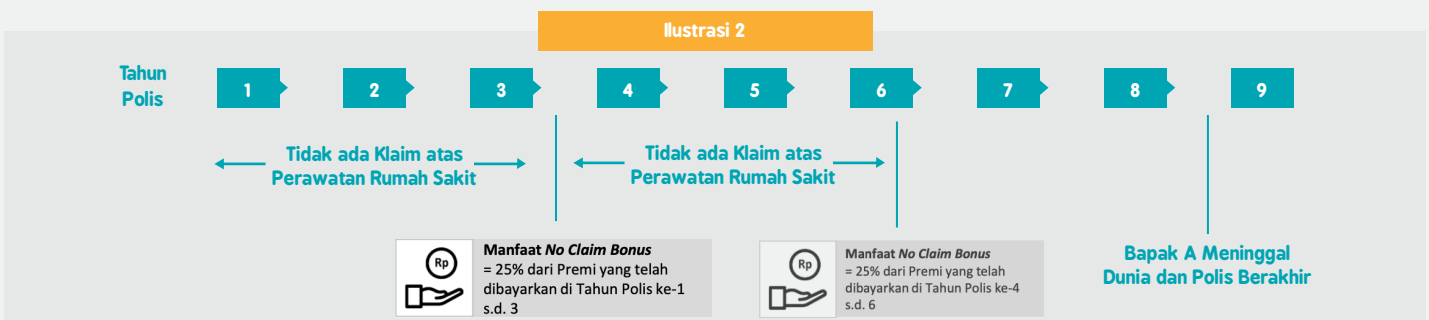 Ilustrasi 2
Tahun
Polis
1
2
3
4
5
6
7
8
9
Tidak ada Klaim atas
Perawatan Rumah Sakit
Tidak ada Klaim atas
Perawatan Rumah Sakit
Rp
Manfaat No Claim Bonus
= 25% dari Premi yang telah
dibayarkan di Tahun Polis ke-1
s.d. 3
Rp
Manfaat No Claim Bonus
= 25% dari Premi yang telah
dibayarkan di Tahun Polis ke-4
s.d. 6
Bapak A Meninggal
Dunia dan Polis Berakhir